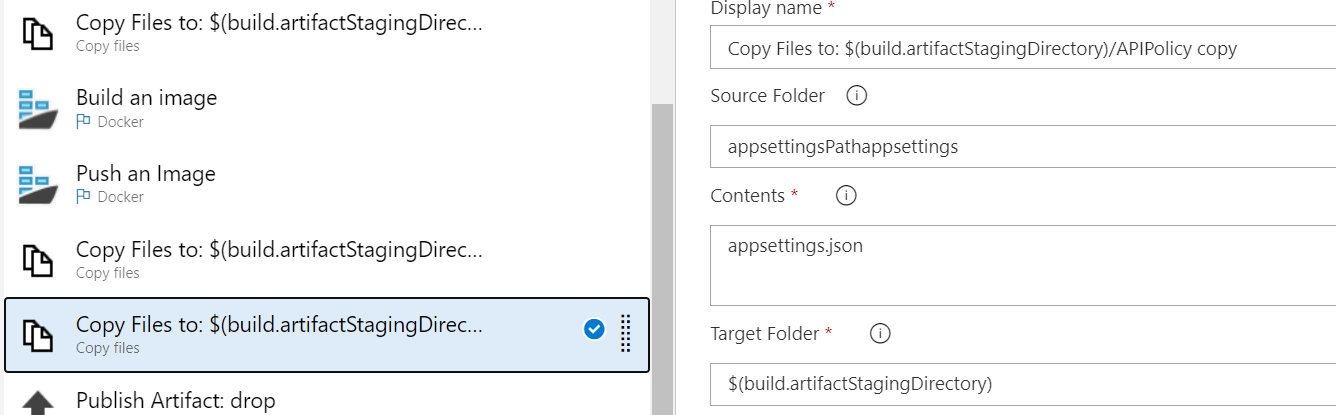 Copy Files to: $(build.artifactStagingDirec...
Copy files
Build an image
Docker
Push an Image
Docker
Copy Files to: $(build.artifactStagingDirec...
Copy files
Copy Files to: $(build.artifactStagingDirec...
Copy files
Publish Artifact: drop
Display name *
Copy Files to: $(build.artifactStagingDirectory)/APIPolicy copy
Source Folder
appsettingsPathappsettings
Contents *
appsettings.json
Target Folder *
$(build.artifactStagingDirectory)